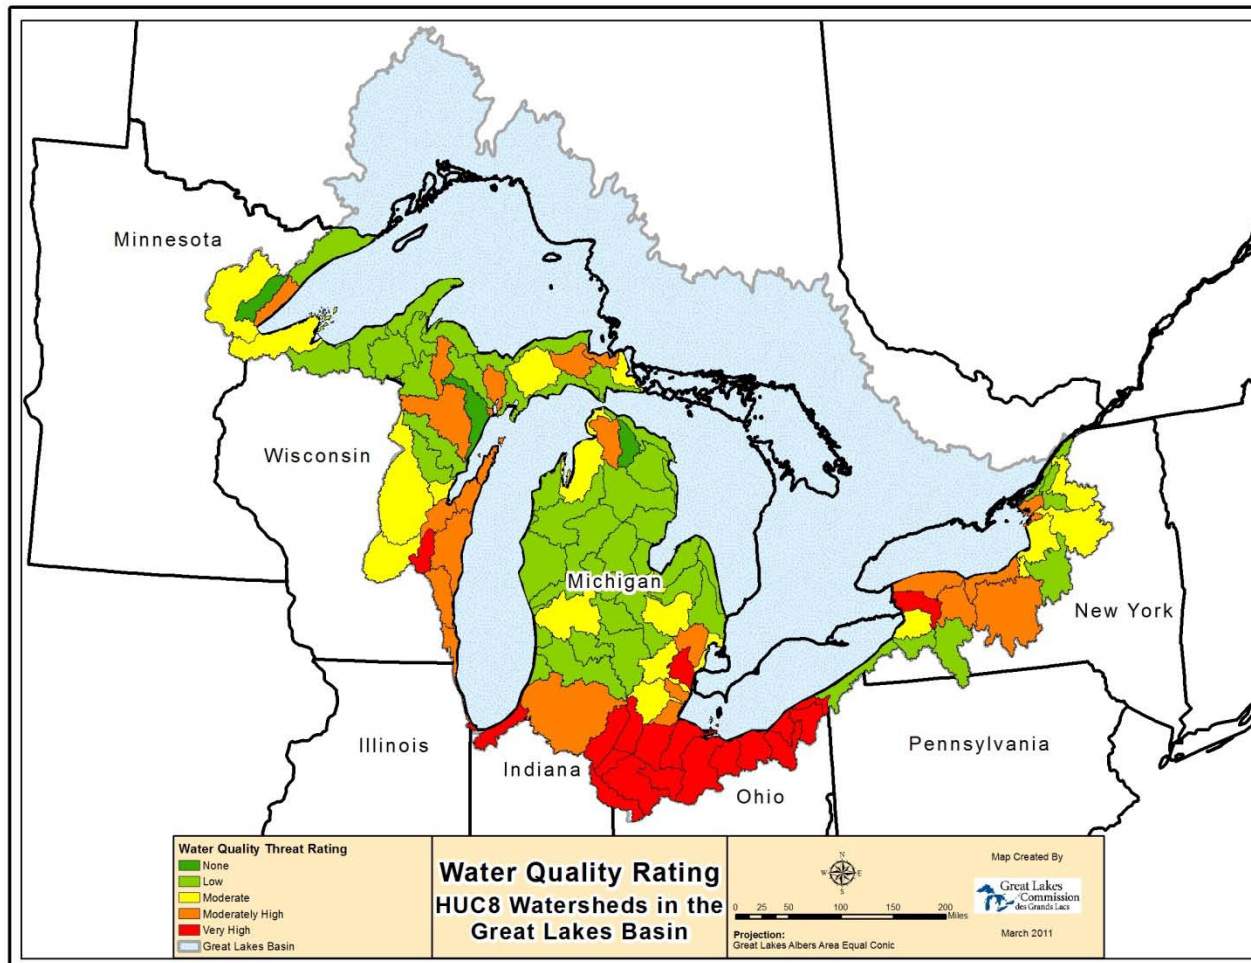 Minnesota
Wisconsin
Michigan
New York
Illinois
Indiana
Ohio
Pennsylvania
Water Quality Threat Rating
None
Low
Moderate
Moderately High
Very High
Great Lakes Basin
Water Quality Rating
HUC8 Watersheds in the
Great Lakes Basin
N
W
E
S
0 25 50 100 150 200
Miles
Projection:
Great Lakes Albers Area Equal Conic
Map Created By
Great Lakes
Commission
des Grands Lacs
March 2011